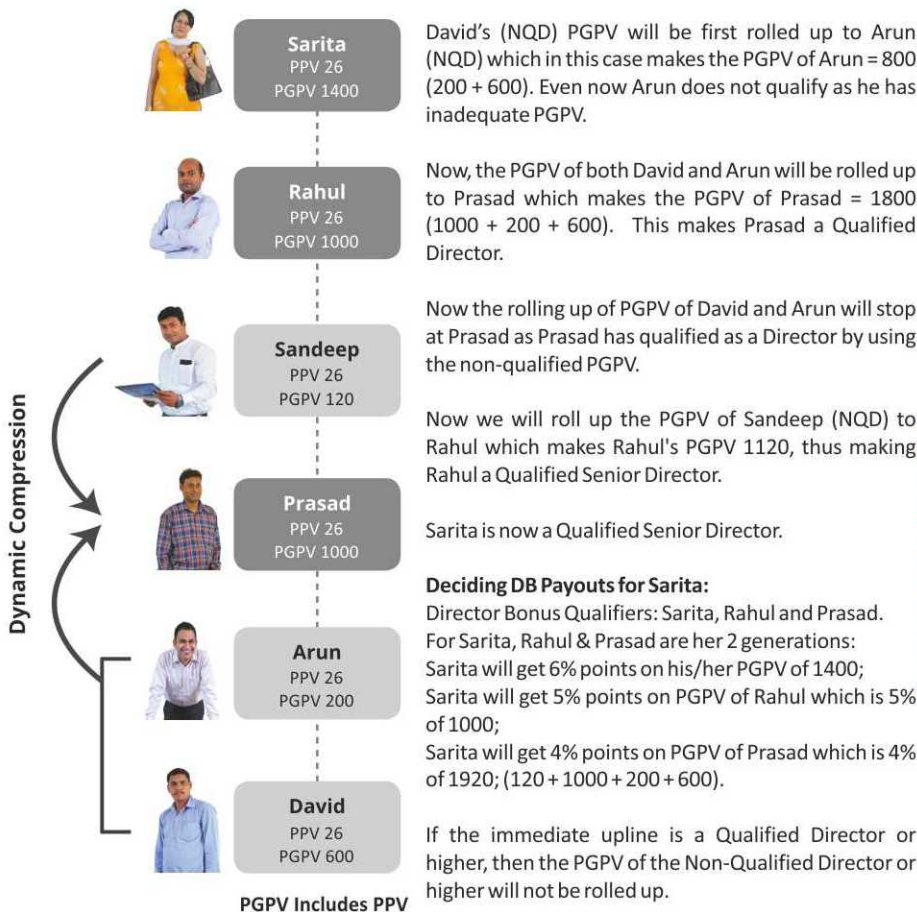 Dynamic Compression
Sarita
PPV 26
PGPV 1400
Rahul
PPV 26
PGPV 1000
Sandeep
PPV 26
PGPV 120
Prasad
PPV 26
PGPV 1000
Arun
PPV 26
PGPV 200
David
PPV 26
PGPV 600
PGPV Includes PPV
David's (NQD) PGPV will be first rolled up to Arun
(NQD) which in this case makes the PGPV of Arun = 800
(200 + 600). Even now Arun does not qualify as he has
inadequate PGPV.
Now, the PGPV of both David and Arun will be rolled up
to Prasad which makes the PGPV of Prasad = 1800
(1000 + 200 + 600). This makes Prasad a Qualified
Director.
Now the rolling up of PGPV of David and Arun will stop
at Prasad as Prasad has qualified as a Director by using
the non-qualified PGPV.
Now we will roll up the PGPV of Sandeep (NQD) to
Rahul which makes Rahul's PGPV 1120, thus making
Rahul a Qualified Senior Director.
Sarita is now a Qualified Senior Director.
Deciding DB Payouts for Sarita:
Director Bonus Qualifiers: Sarita, Rahul and Prasad.
For Sarita, Rahul & Prasad are her 2 generations:
Sarita will get 6% points on his/her PGPV of 1400;
Sarita will get 5% points on PGPV of Rahul which is 5%
of 1000;
Sarita will get 4% points on PGPV of Prasad which is 4%
of 1920; (120 + 1000 + 200 + 600).
If the immediate upline is a Qualified Director or
higher, then the PGPV of the Non-Qualified Director or
higher will not be rolled up.